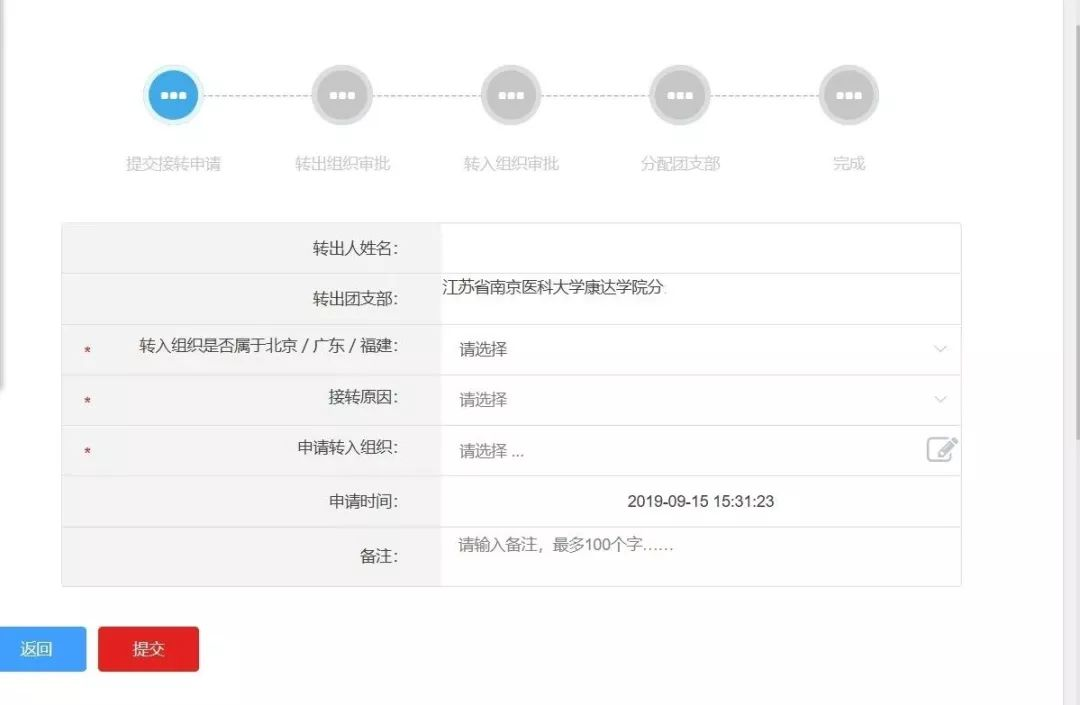 提交接转申请
转出组织审批
转入组织审批
分配团支部
完成
转出人姓名：
转出团支部：
江苏省南京医科大学康达学院分
* 转入组织是否属于北京 / 广东 / 福建：
请选择
* 接转原因：
请选择
* 申请转入组织：
请选择 ...
申请时间：
2019-09-15 15:31:23
备注：
请输入备注，最多100个字……
返回
提交